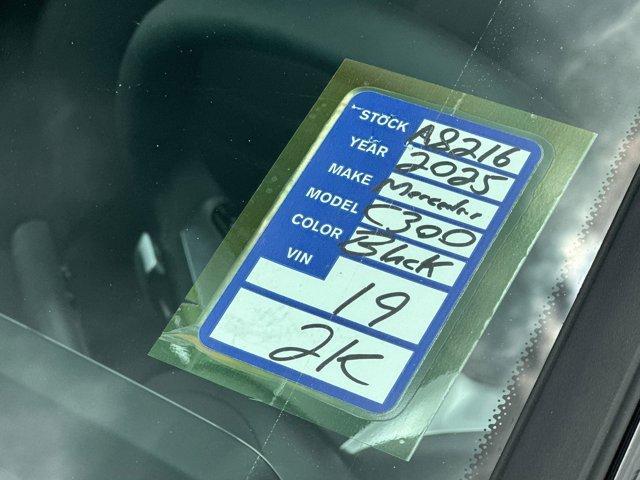 STOCK A8216
YEAR 2025
MAKE Mercedes
MODEL C300
COLOR Black
VIN
19
2K